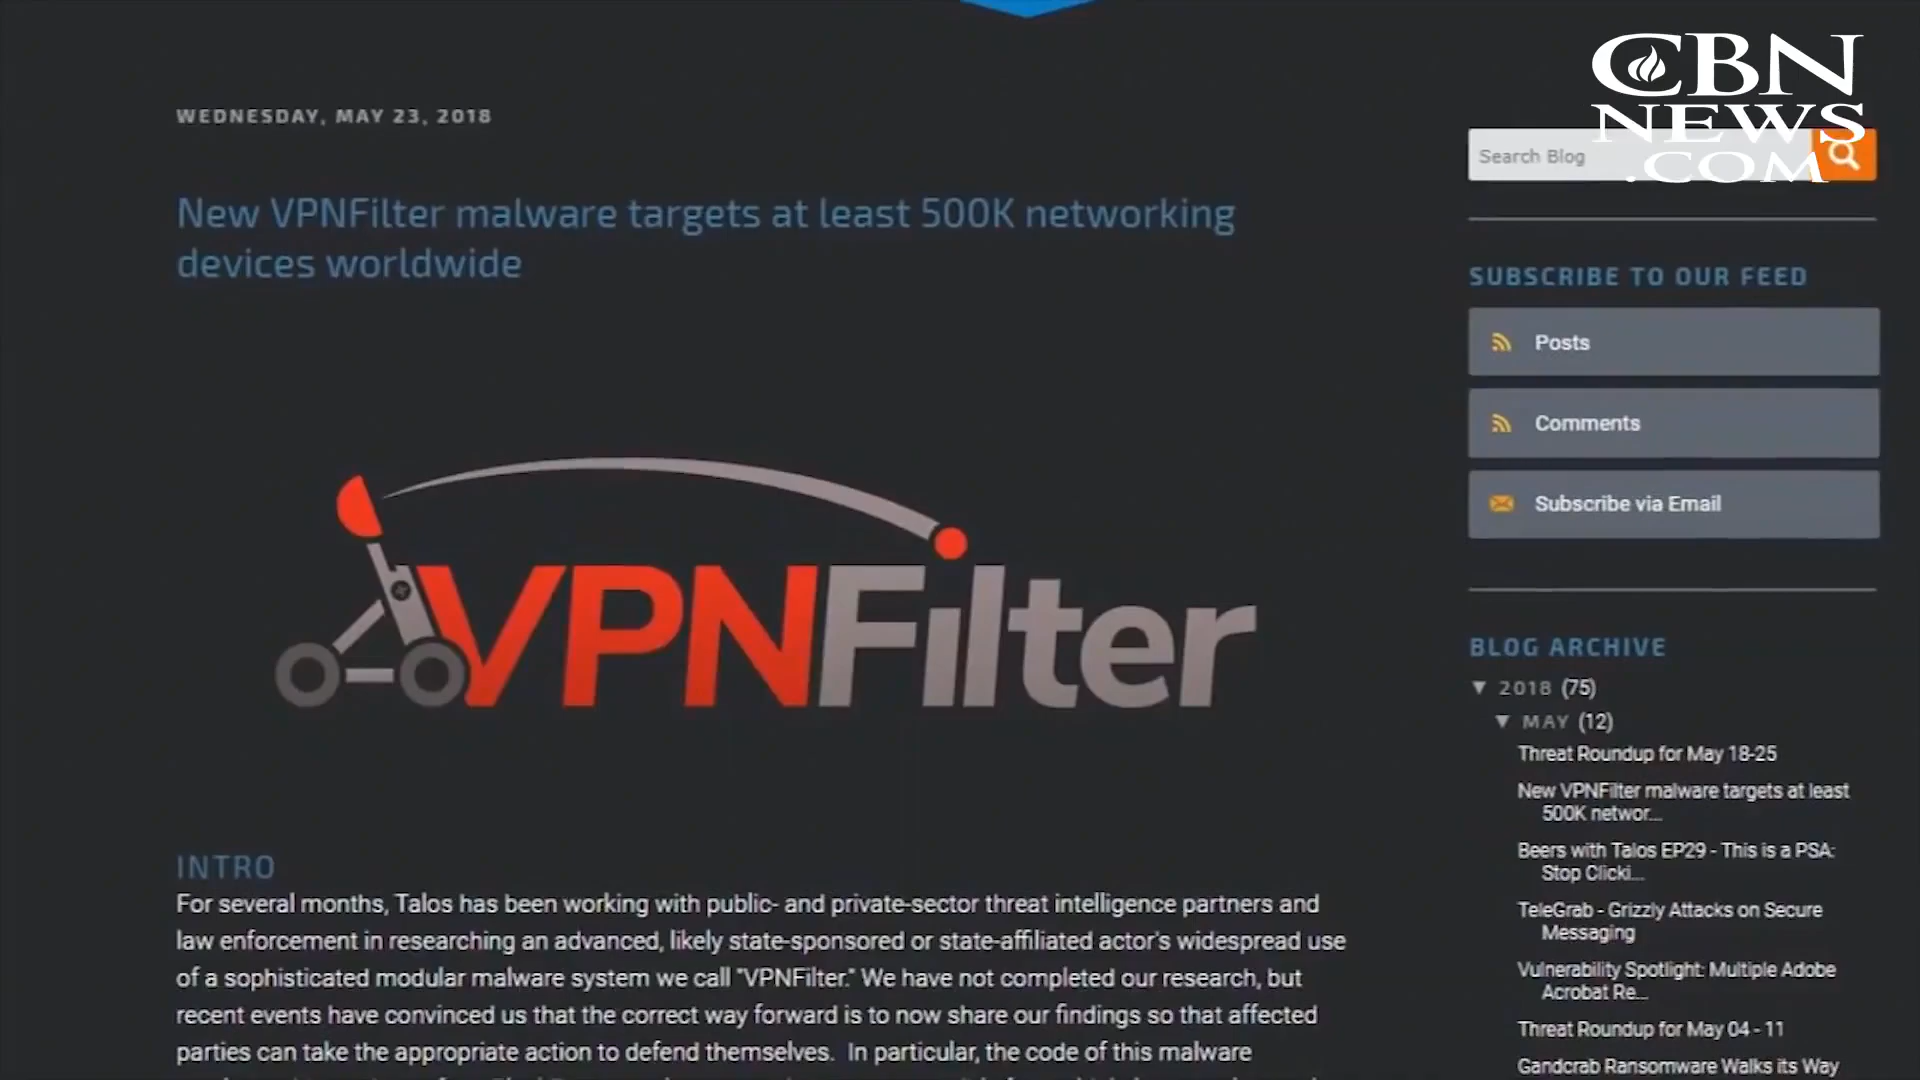 CBN
NEWS
.COM
WEDNESDAY, MAY 23, 2018
New VPNFilter malware targets at least 500K networking
devices worldwide
VPNFilter
INTRO
For several months, Talos has been working with public- and private-sector threat intelligence partners and
law enforcement in researching an advanced, likely state-sponsored or state-affiliated actor's widespread use
of a sophisticated modular malware system we call "VPNFilter." We have not completed our research, but
recent events have convinced us that the correct way forward is to now share our findings so that affected
parties can take the appropriate action to defend themselves. In particular, the code of this malware
Search Blog
SUBSCRIBE TO OUR FEED
Posts
Comments
Subscribe via Email
BLOG ARCHIVE
▼ 2018 (75)
▼ MAY (12)
Threat Roundup for May 18-25
New VPNFilter malware targets at least
500K networ...
Beers with Talos EP29 - This is a PSA:
Stop Clicki...
TeleGrab - Grizzly Attacks on Secure
Messaging
Vulnerability Spotlight: Multiple Adobe
Acrobat Re...
Threat Roundup for May 04 - 11
Gandcrab Ransomware Walks its Way